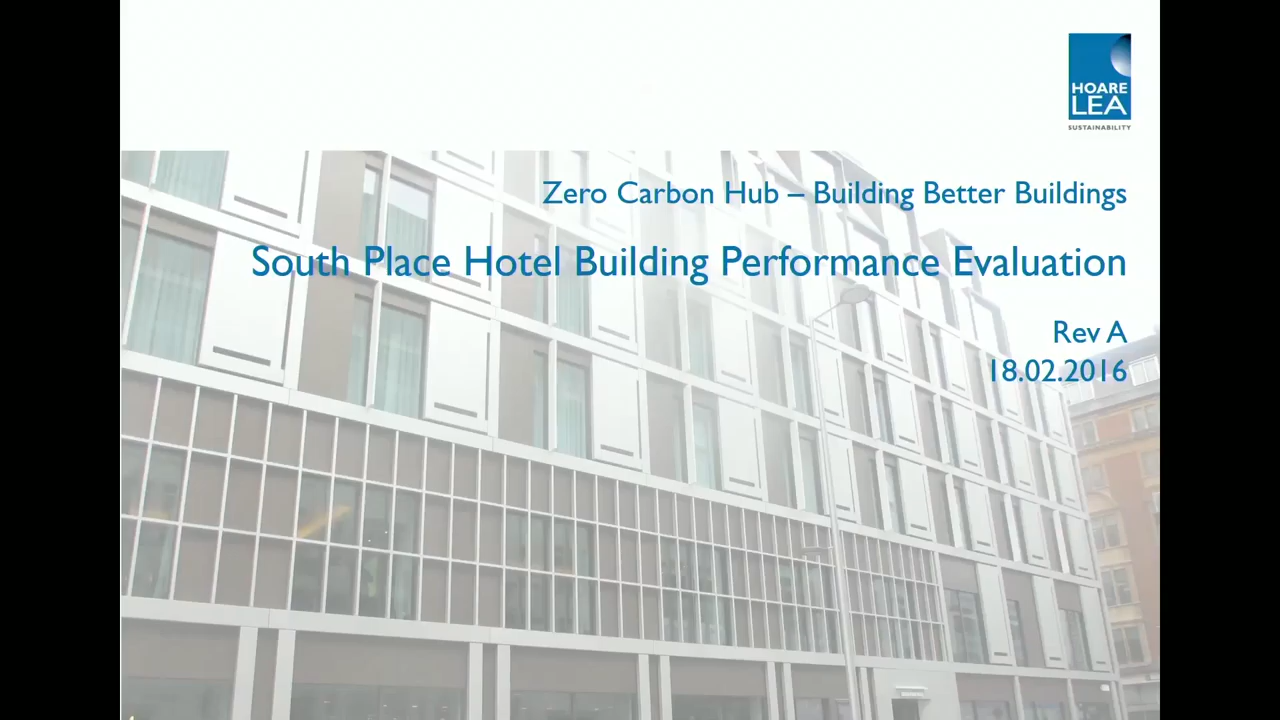 HOARE
LEA
SUSTAINABILITY
Zero Carbon Hub – Building Better Buildings
South Place Hotel Building Performance Evaluation
Rev A
18.02.2016